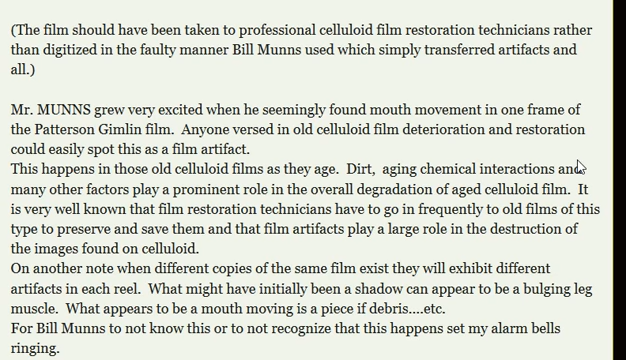 (The film should have been taken to professional celluloid film restoration technicians rather
than digitized in the faulty manner Bill Munns used which simply transferred artifacts and
all.)
Mr. MUNNS grew very excited when he seemingly found mouth movement in one frame of
the Patterson Gimlin film.  Anyone versed in old celluloid film deterioration and restoration
could easily spot this as a film artifact.
This happens in those old celluloid films as they age.  Dirt,  aging chemical interactions and
many other factors play a prominent role in the overall degradation of aged celluloid film.  It
is very well known that film restoration technicians have to go in frequently to old films of this
type to preserve and save them and that film artifacts play a large role in the destruction of
the images found on celluloid.
On another note when different copies of the same film exist they will exhibit different
artifacts in each reel.  What might have initially been a shadow can appear to be a bulging leg
muscle.  What appears to be a mouth moving is a piece if debris....etc.
For Bill Munns to not know this or to not recognize that this happens set my alarm bells
ringing.